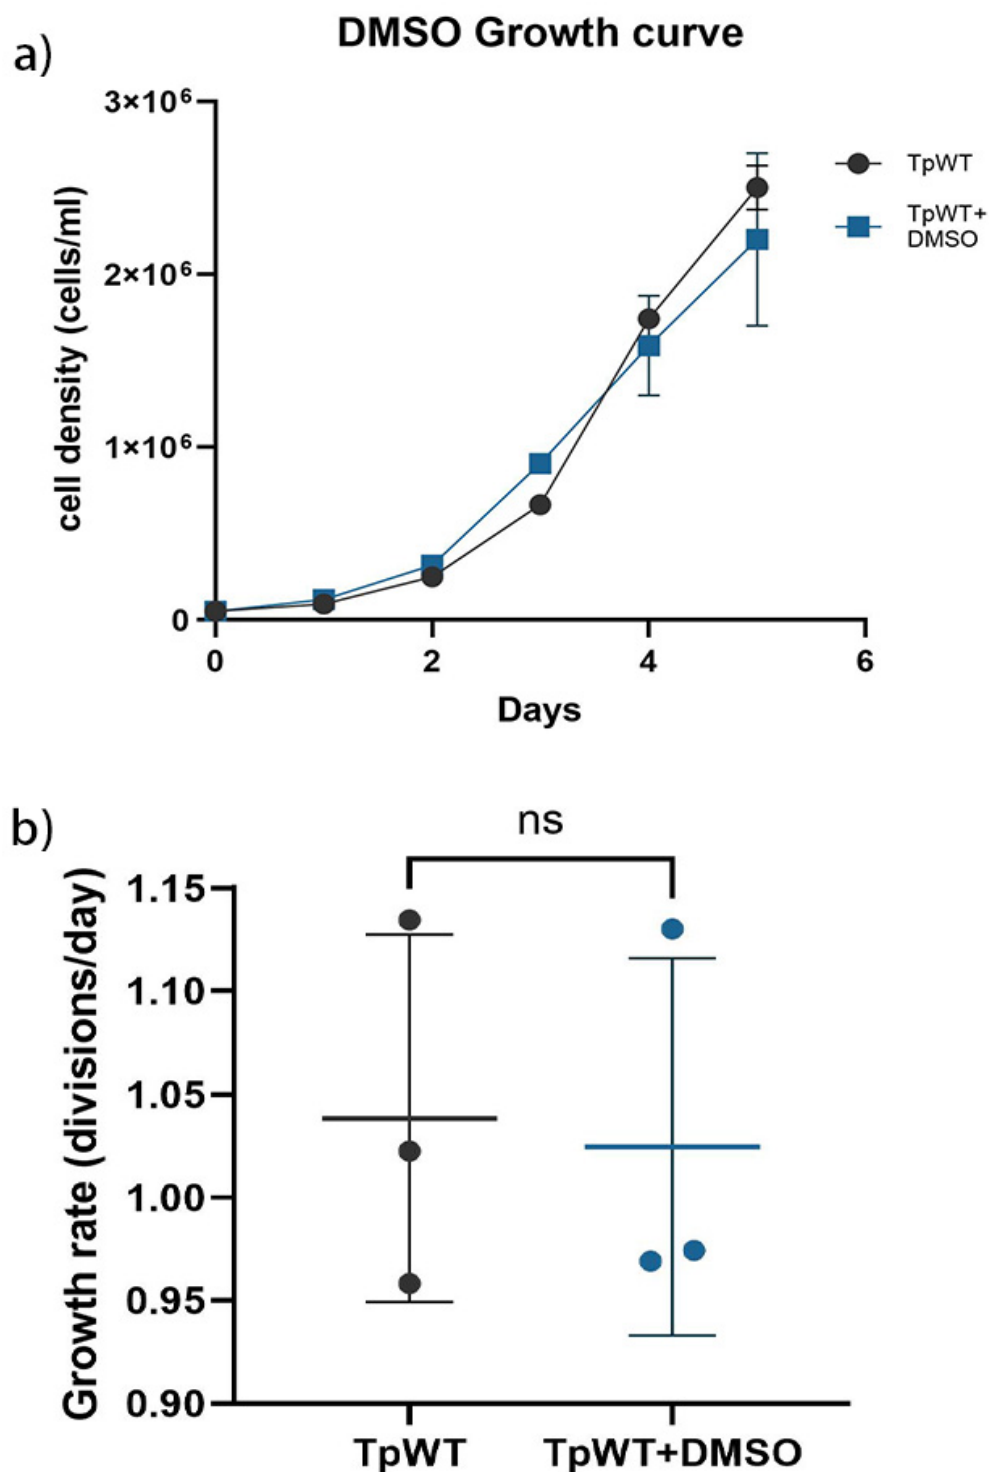 a)
DMSO Growth curve
3×10⁶
2×10⁶
1×10⁶
0
cell density (cells/ml)
0
2
4
6
Days
TpWT
TpWT+
DMSO
b)
ns
1.15
1.10
1.05
1.00
0.95
0.90
Growth rate (divisions/day)
TpWT
TpWT+DMSO